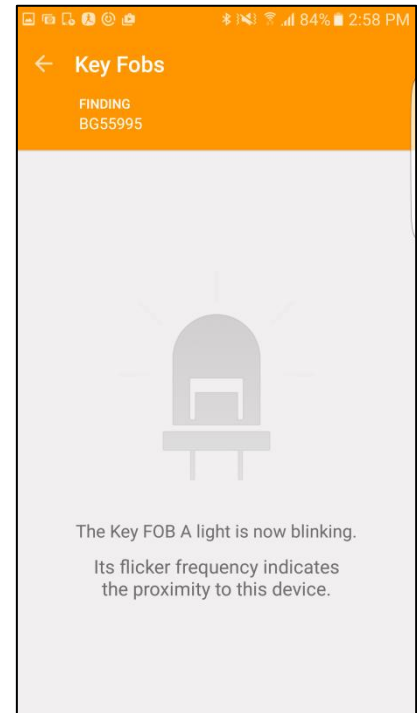 84% 2:58 PM
Key Fobs
FINDING
BG55995
The Key FOB A light is now blinking.
Its flicker frequency indicates
the proximity to this device.